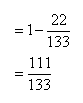 = 1 − 22/133
= 111/133